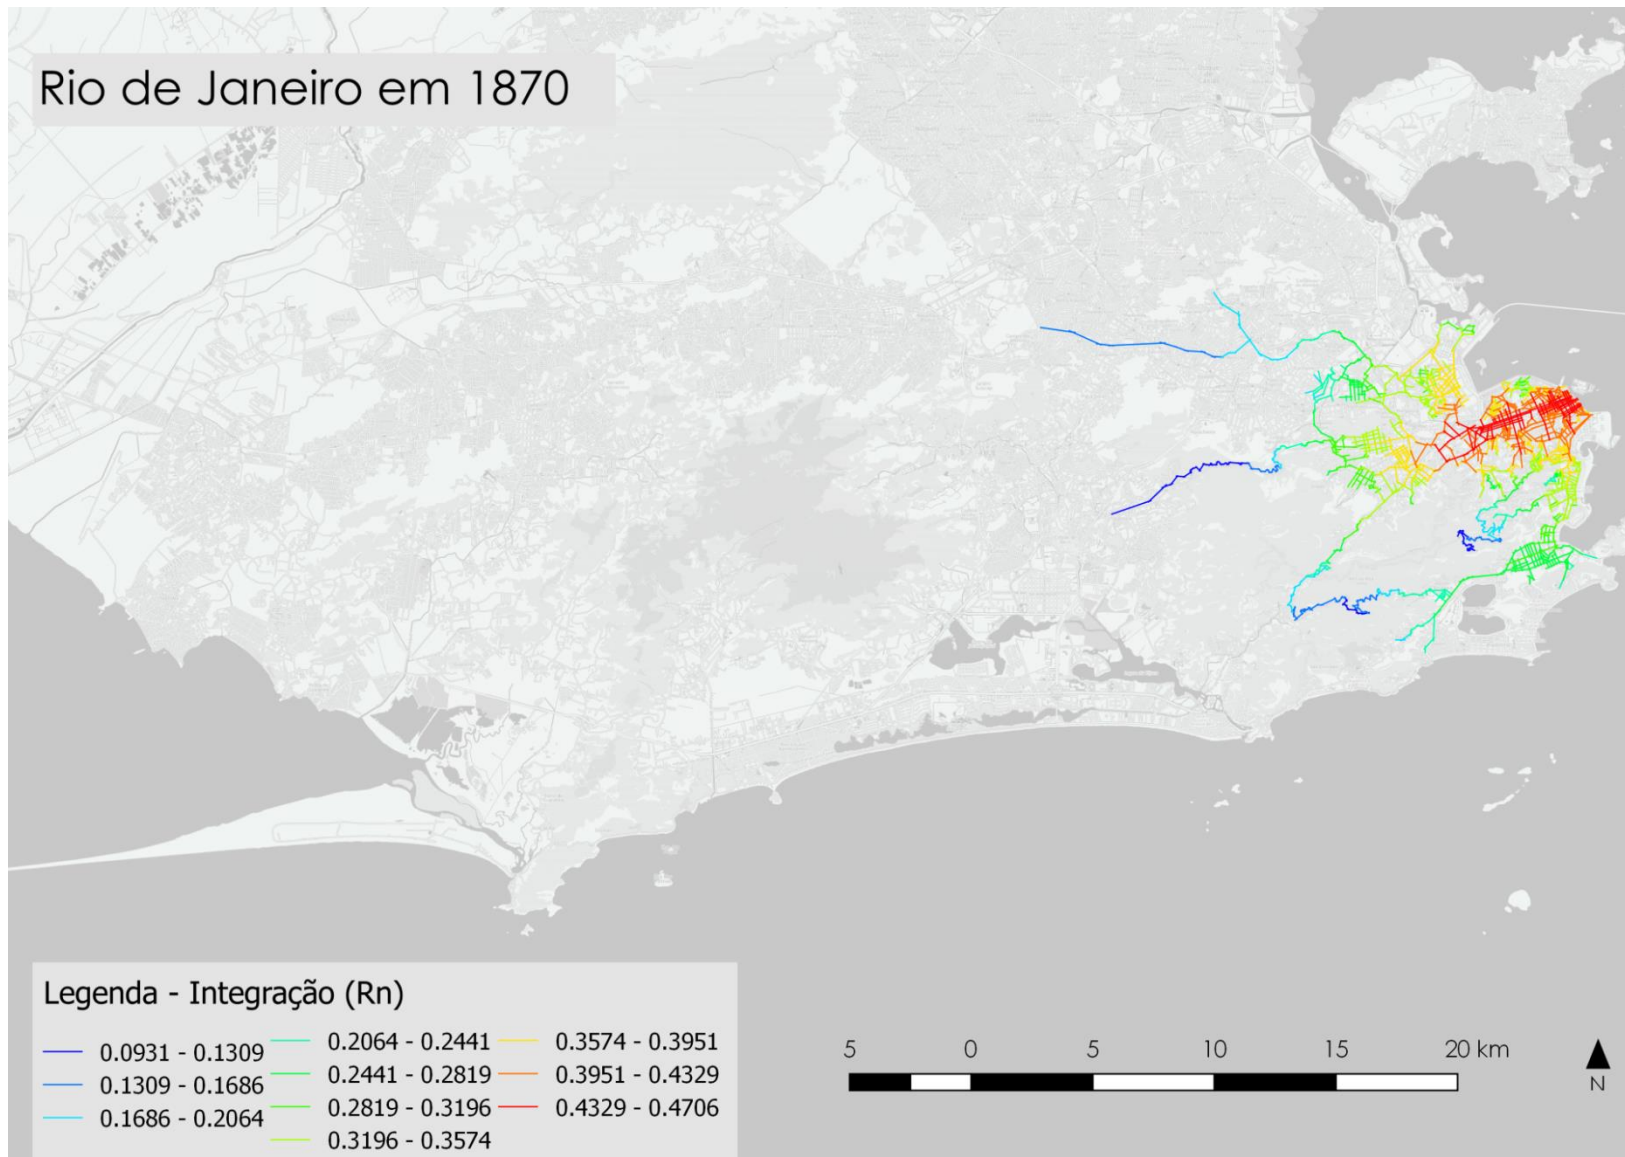 Rio de Janeiro em 1870
Legenda - Integração (Rn)
0.0931 - 0.1309
0.1309 - 0.1686
0.1686 - 0.2064
0.2064 - 0.2441
0.2441 - 0.2819
0.2819 - 0.3196
0.3196 - 0.3574
0.3574 - 0.3951
0.3951 - 0.4329
0.4329 - 0.4706
5 0 5 10 15 20 km
N